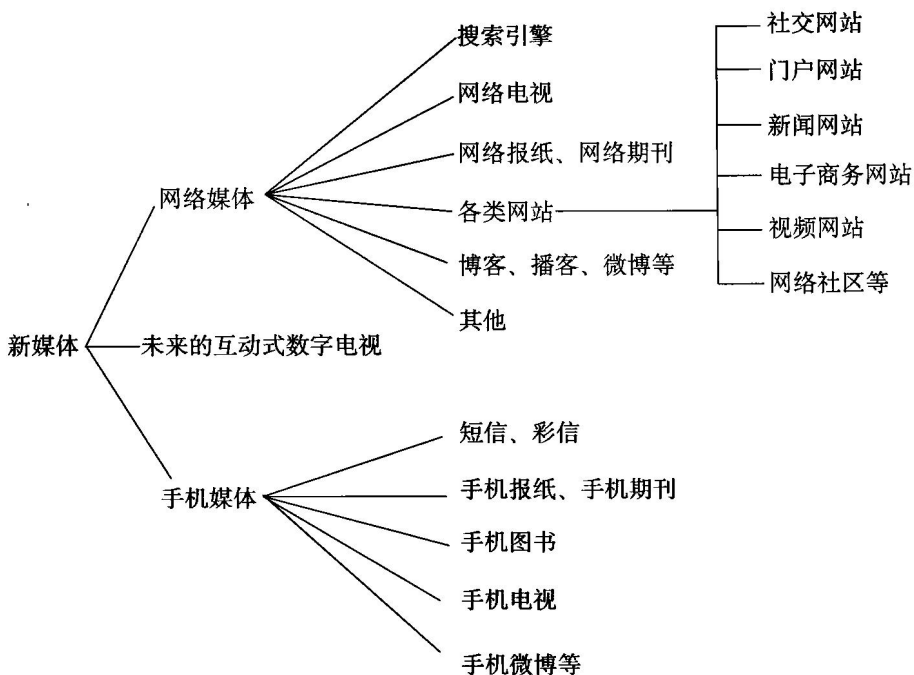 新媒体
网络媒体
搜索引擎
网络电视
网络报纸、网络期刊
各类网站
社交网站
门户网站
新闻网站
电子商务网站
视频网站
网络社区等
博客、播客、微博等
其他
未来的互动式数字电视
手机媒体
短信、彩信
手机报纸、手机期刊
手机图书
手机电视
手机微博等